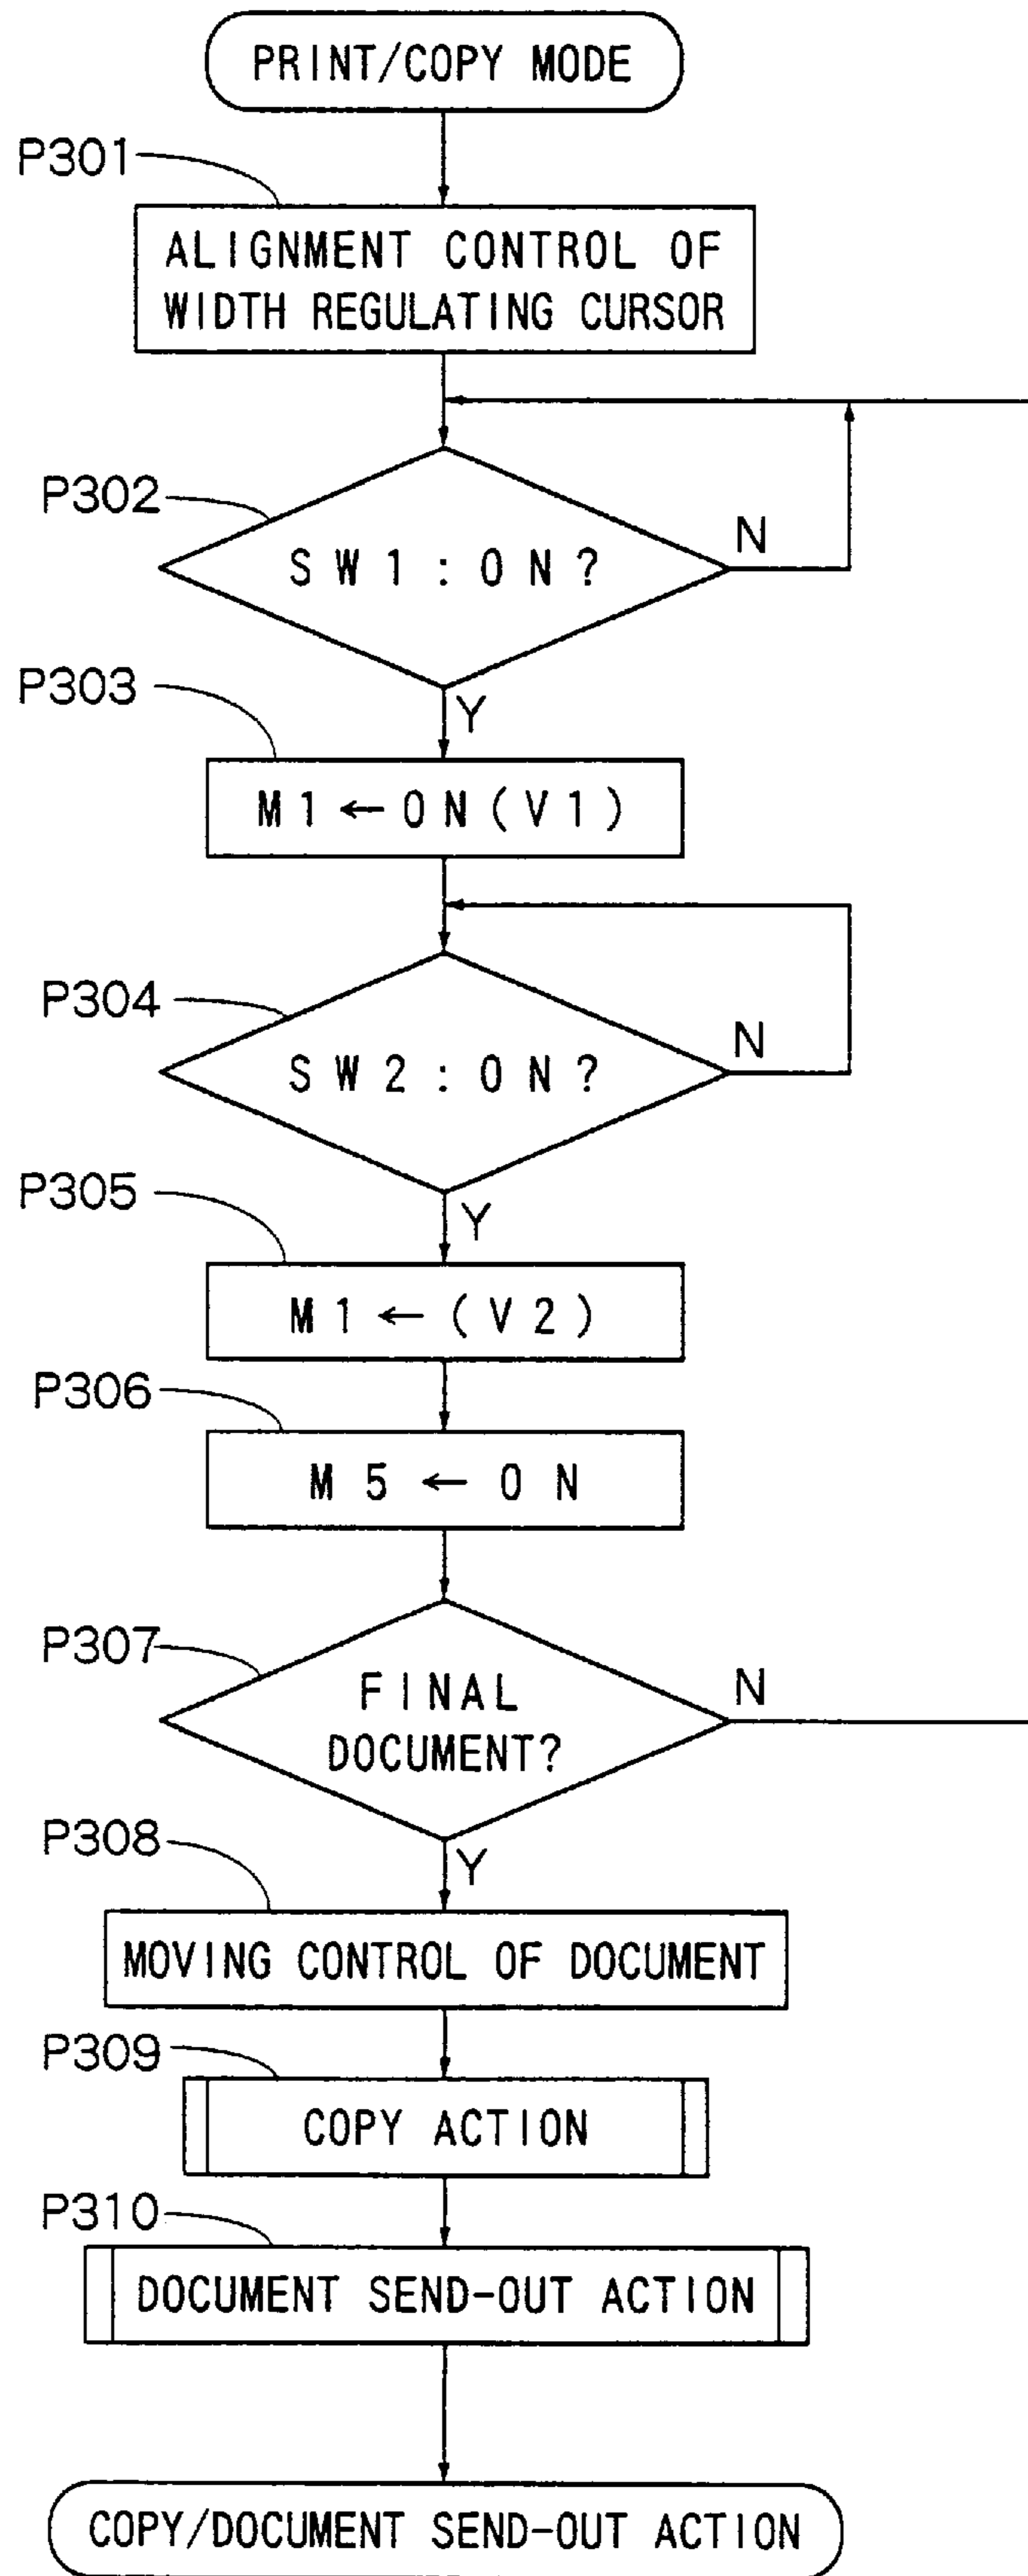 PRINT/COPY MODE
P301
ALIGNMENT CONTROL OF
WIDTH REGULATING CURSOR
P302
SW1:ON?
N
P303
Y
M1←ON(V1)
P304
SW2:ON?
N
P305
Y
M1←(V2)
P306
M5←ON
P307
FINAL
DOCUMENT?
N
P308
Y
MOVING CONTROL OF DOCUMENT
P309
COPY ACTION
P310
DOCUMENT SEND-OUT ACTION
COPY/DOCUMENT SEND-OUT ACTION